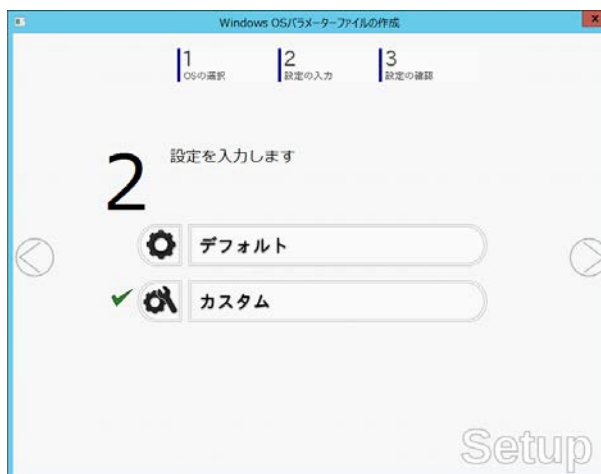 Windows OSパラメーターファイルの作成
x
1
OSの選択
2
設定の入力
3
設定の確認
2
設定を入力します
デフォルト
カスタム
Setup